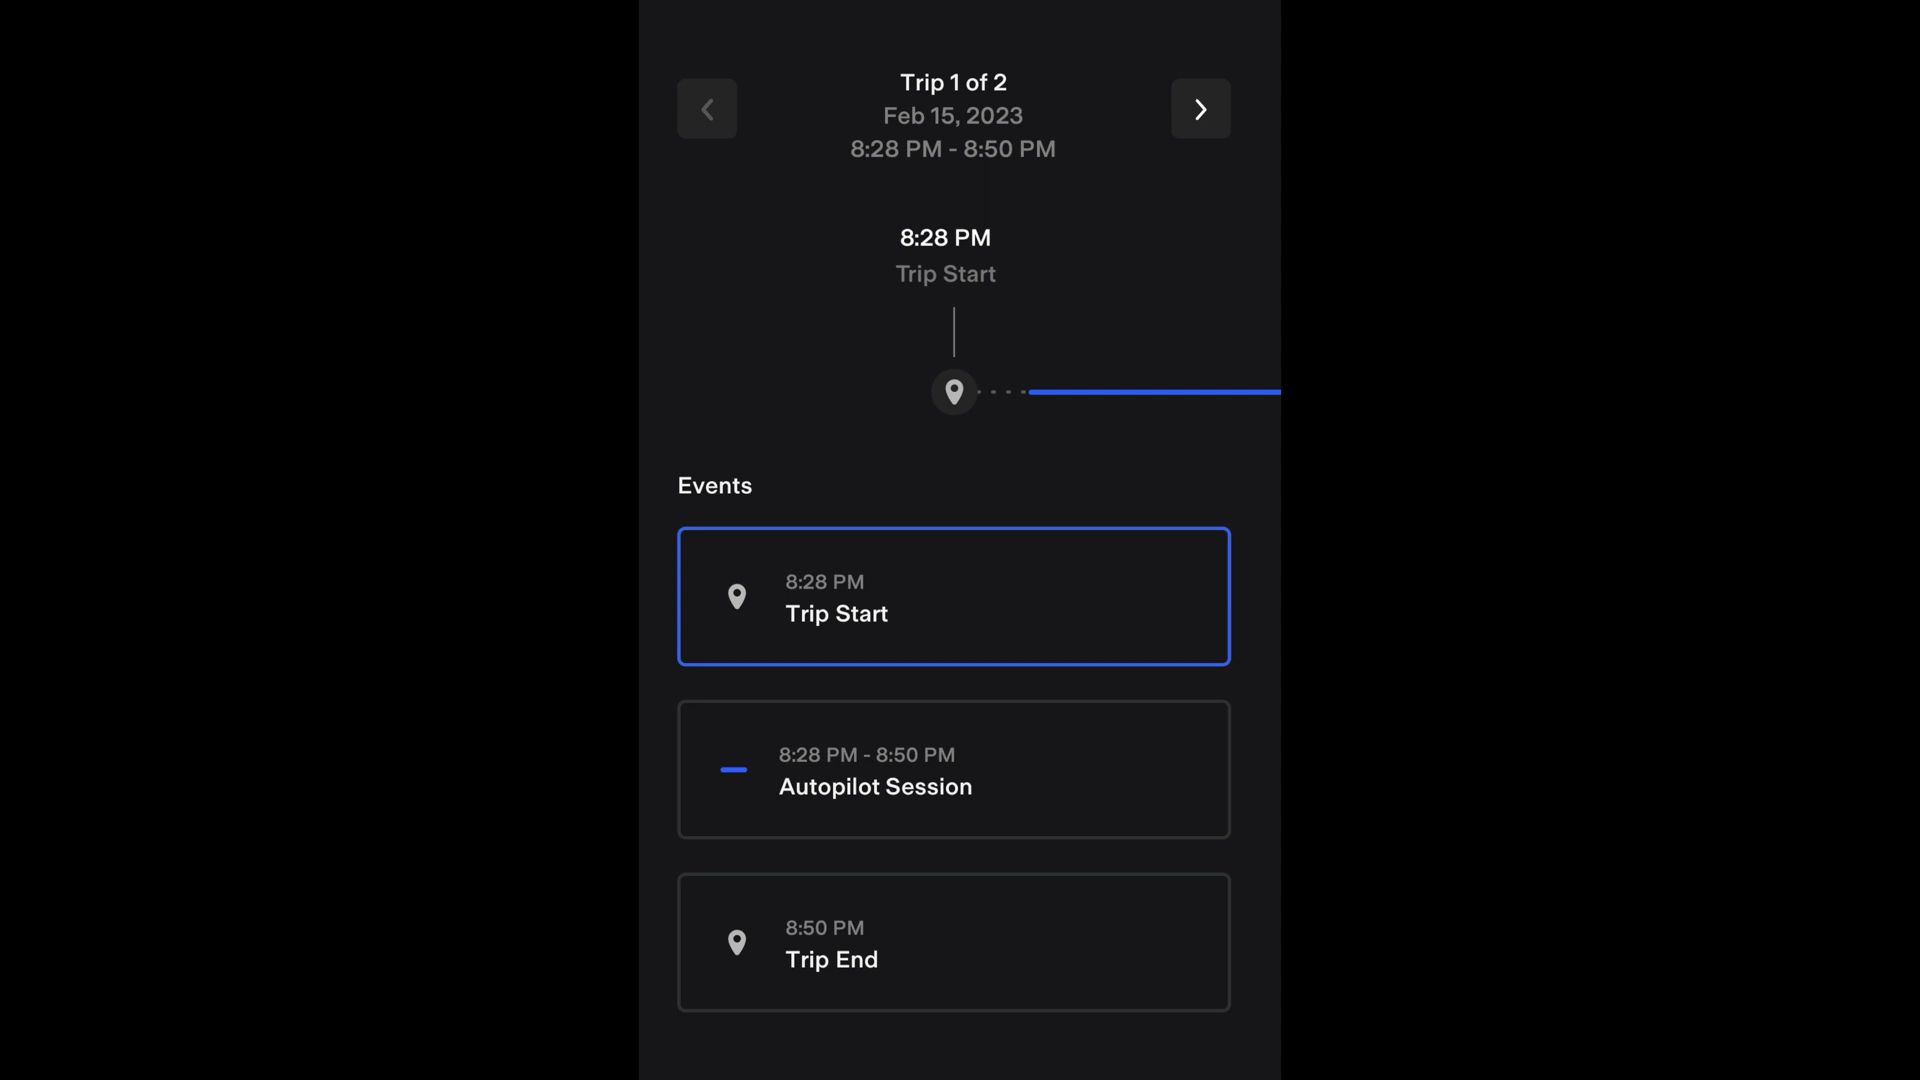 Trip 1 of 2
Feb 15, 2023
8:28 PM - 8:50 PM
8:28 PM
Trip Start
Events
8:28 PM
Trip Start
8:28 PM - 8:50 PM
Autopilot Session
8:50 PM
Trip End